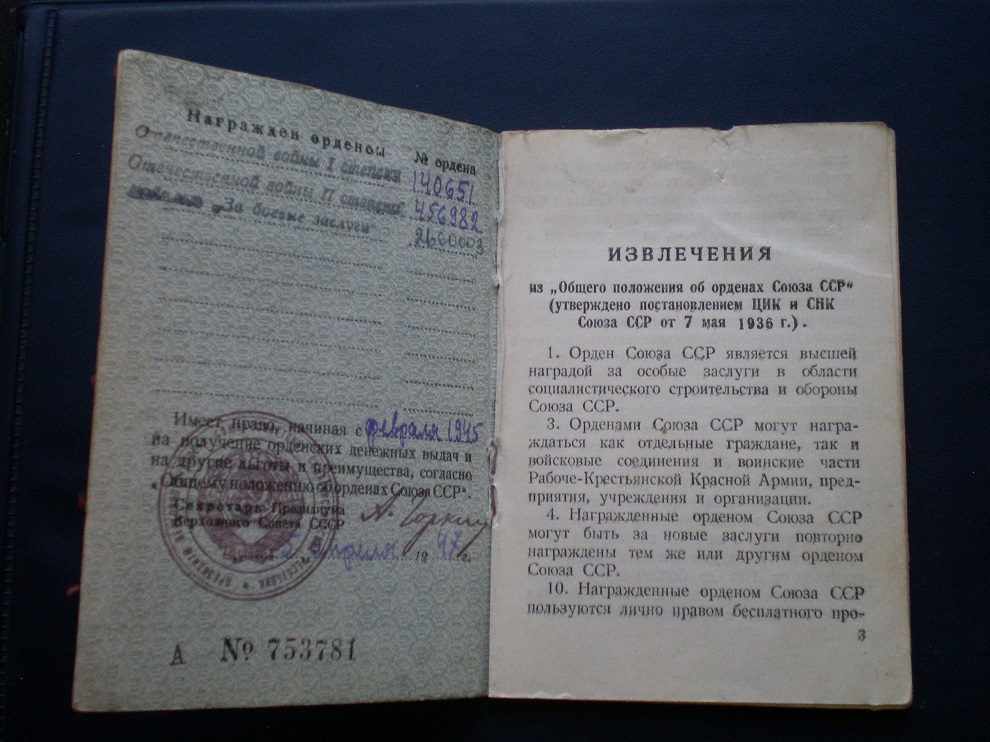 Награжден орденом
№ ордена
Отечественной войны I степени 140651
Отечественной войны II степени 456982
„За боевые заслуги“ 2660003
Имеет право, начиная с февраля 1945
на получение орденских денежных выдач и
на другие льготы и преимущества, согласно
„Общему положению об орденах Союза ССР“.
Секретарь Президиума
Верховного Совета СССР А. Горкин
апреля 1947 г.
А № 753781
ИЗВЛЕЧЕНИЯ
из „Общего положения об орденах Союза ССР“
(утверждено постановлением ЦИК и СНК
Союза ССР от 7 мая 1936 г.).
1. Орден Союза ССР является высшей
наградой за особые заслуги в области
социалистического строительства и обороны
Союза ССР.
3. Орденами Союза ССР могут награ-
ждаться как отдельные граждане, так и
войсковые соединения и воинские части
Рабоче-Крестьянской Красной Армии, пред-
приятия, учреждения и организации.
4. Награжденные орденом Союза ССР
могут быть за новые заслуги повторно
награждены тем же или другим орденом
Союза ССР.
10. Награжденные орденом Союза ССР
пользуются лично правом бесплатного про-
3